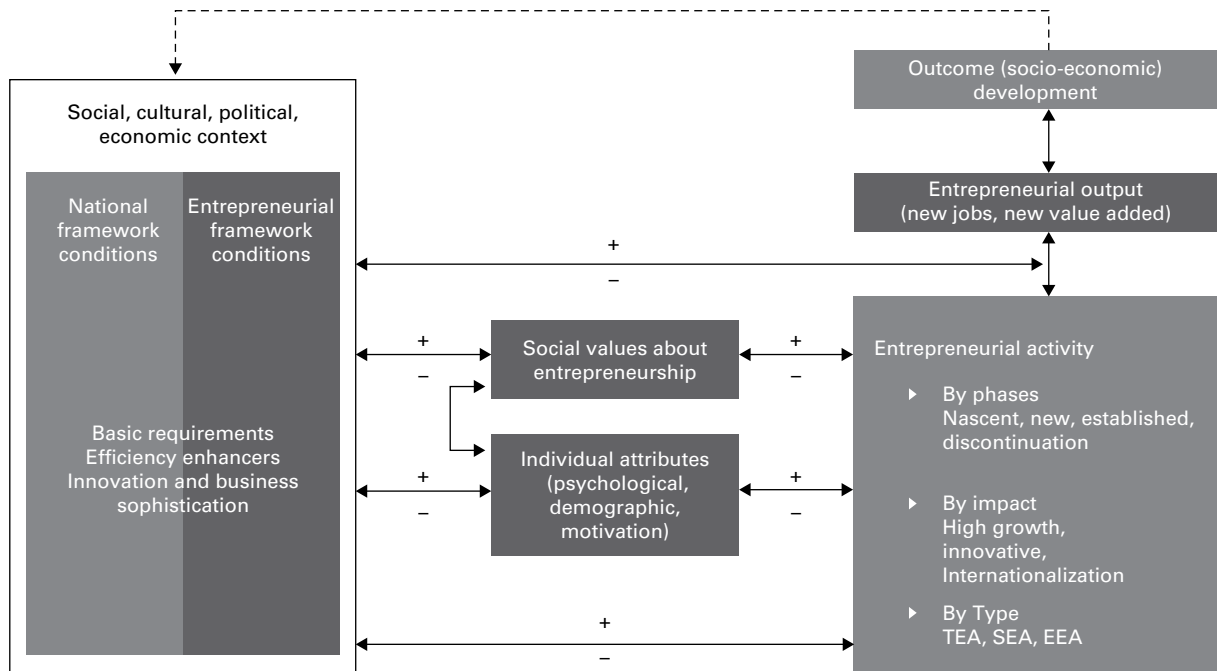 Outcome (socio-economic)
development
Social, cultural, political,
economic context
National
framework
conditions
Entrepreneurial
framework
conditions
Entrepreneurial output
(new jobs, new value added)
+
−
+
−
Social values about
entrepreneurship
+
−
Entrepreneurial activity
By phases
Nascent, new, established,
discontinuation
Basic requirements
Efficiency enhancers
Innovation and business
sophistication
+
−
Individual attributes
(psychological,
demographic,
motivation)
+
−
By impact
High growth,
innovative,
Internationalization
By Type
TEA, SEA, EEA
+
−